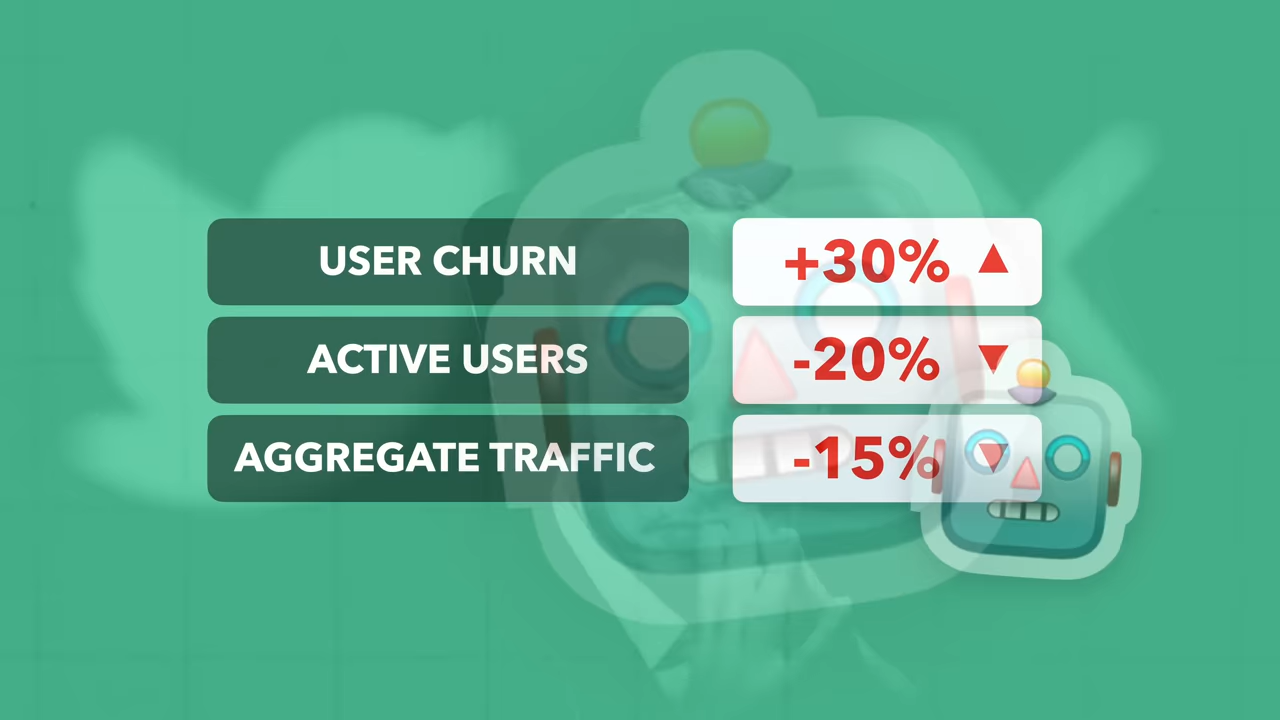 USER CHURN +30% ▲
ACTIVE USERS -20% ▼
AGGREGATE TRAFFIC -15% ▼